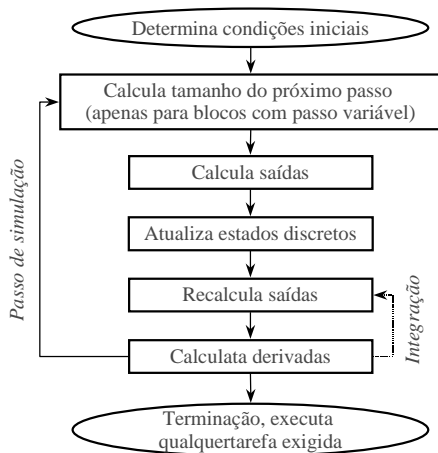 Determina condições iniciais
Calcula tamanho do próximo passo
(apenas para blocos com passo variável)
Calcula saídas
Atualiza estados discretos
Recalcula saídas
Calculata derivadas
Terminação, executa
qualquertarefa exigida
Passo de simulação
Integração